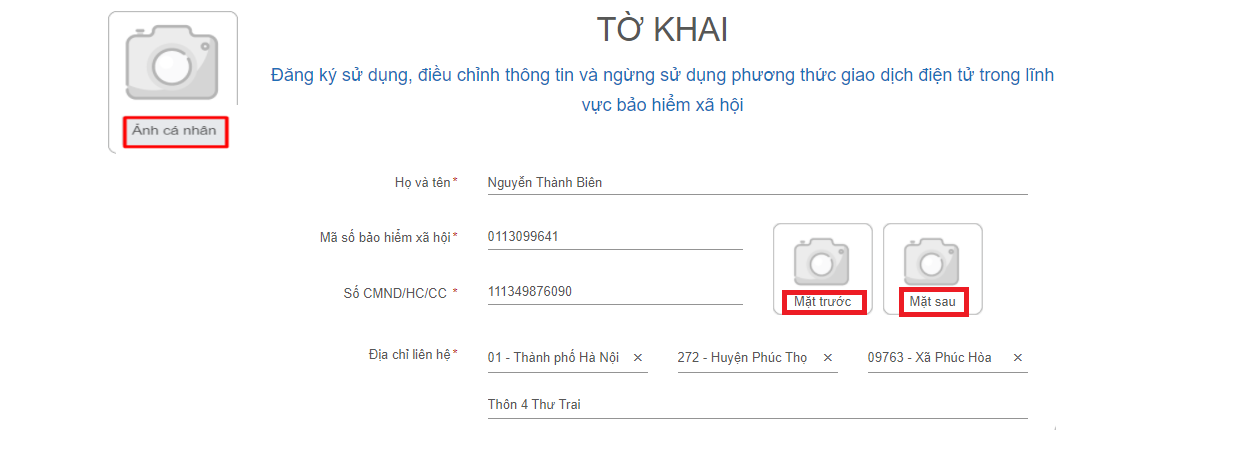 TỜ KHAI
Đăng ký sử dụng, điều chỉnh thông tin và ngừng sử dụng phương thức giao dịch điện tử trong lĩnh
vực bảo hiểm xã hội
Ảnh cá nhân
Họ và tên* Nguyễn Thành Biên
Mã số bảo hiểm xã hội* 0113099641
Số CMND/HC/CC * 111349876090
Mặt trước Mặt sau
Địa chỉ liên hệ* 01 - Thành phố Hà Nội × 272 - Huyện Phúc Thọ × 09763 - Xã Phúc Hòa ×
Thôn 4 Thư Trai